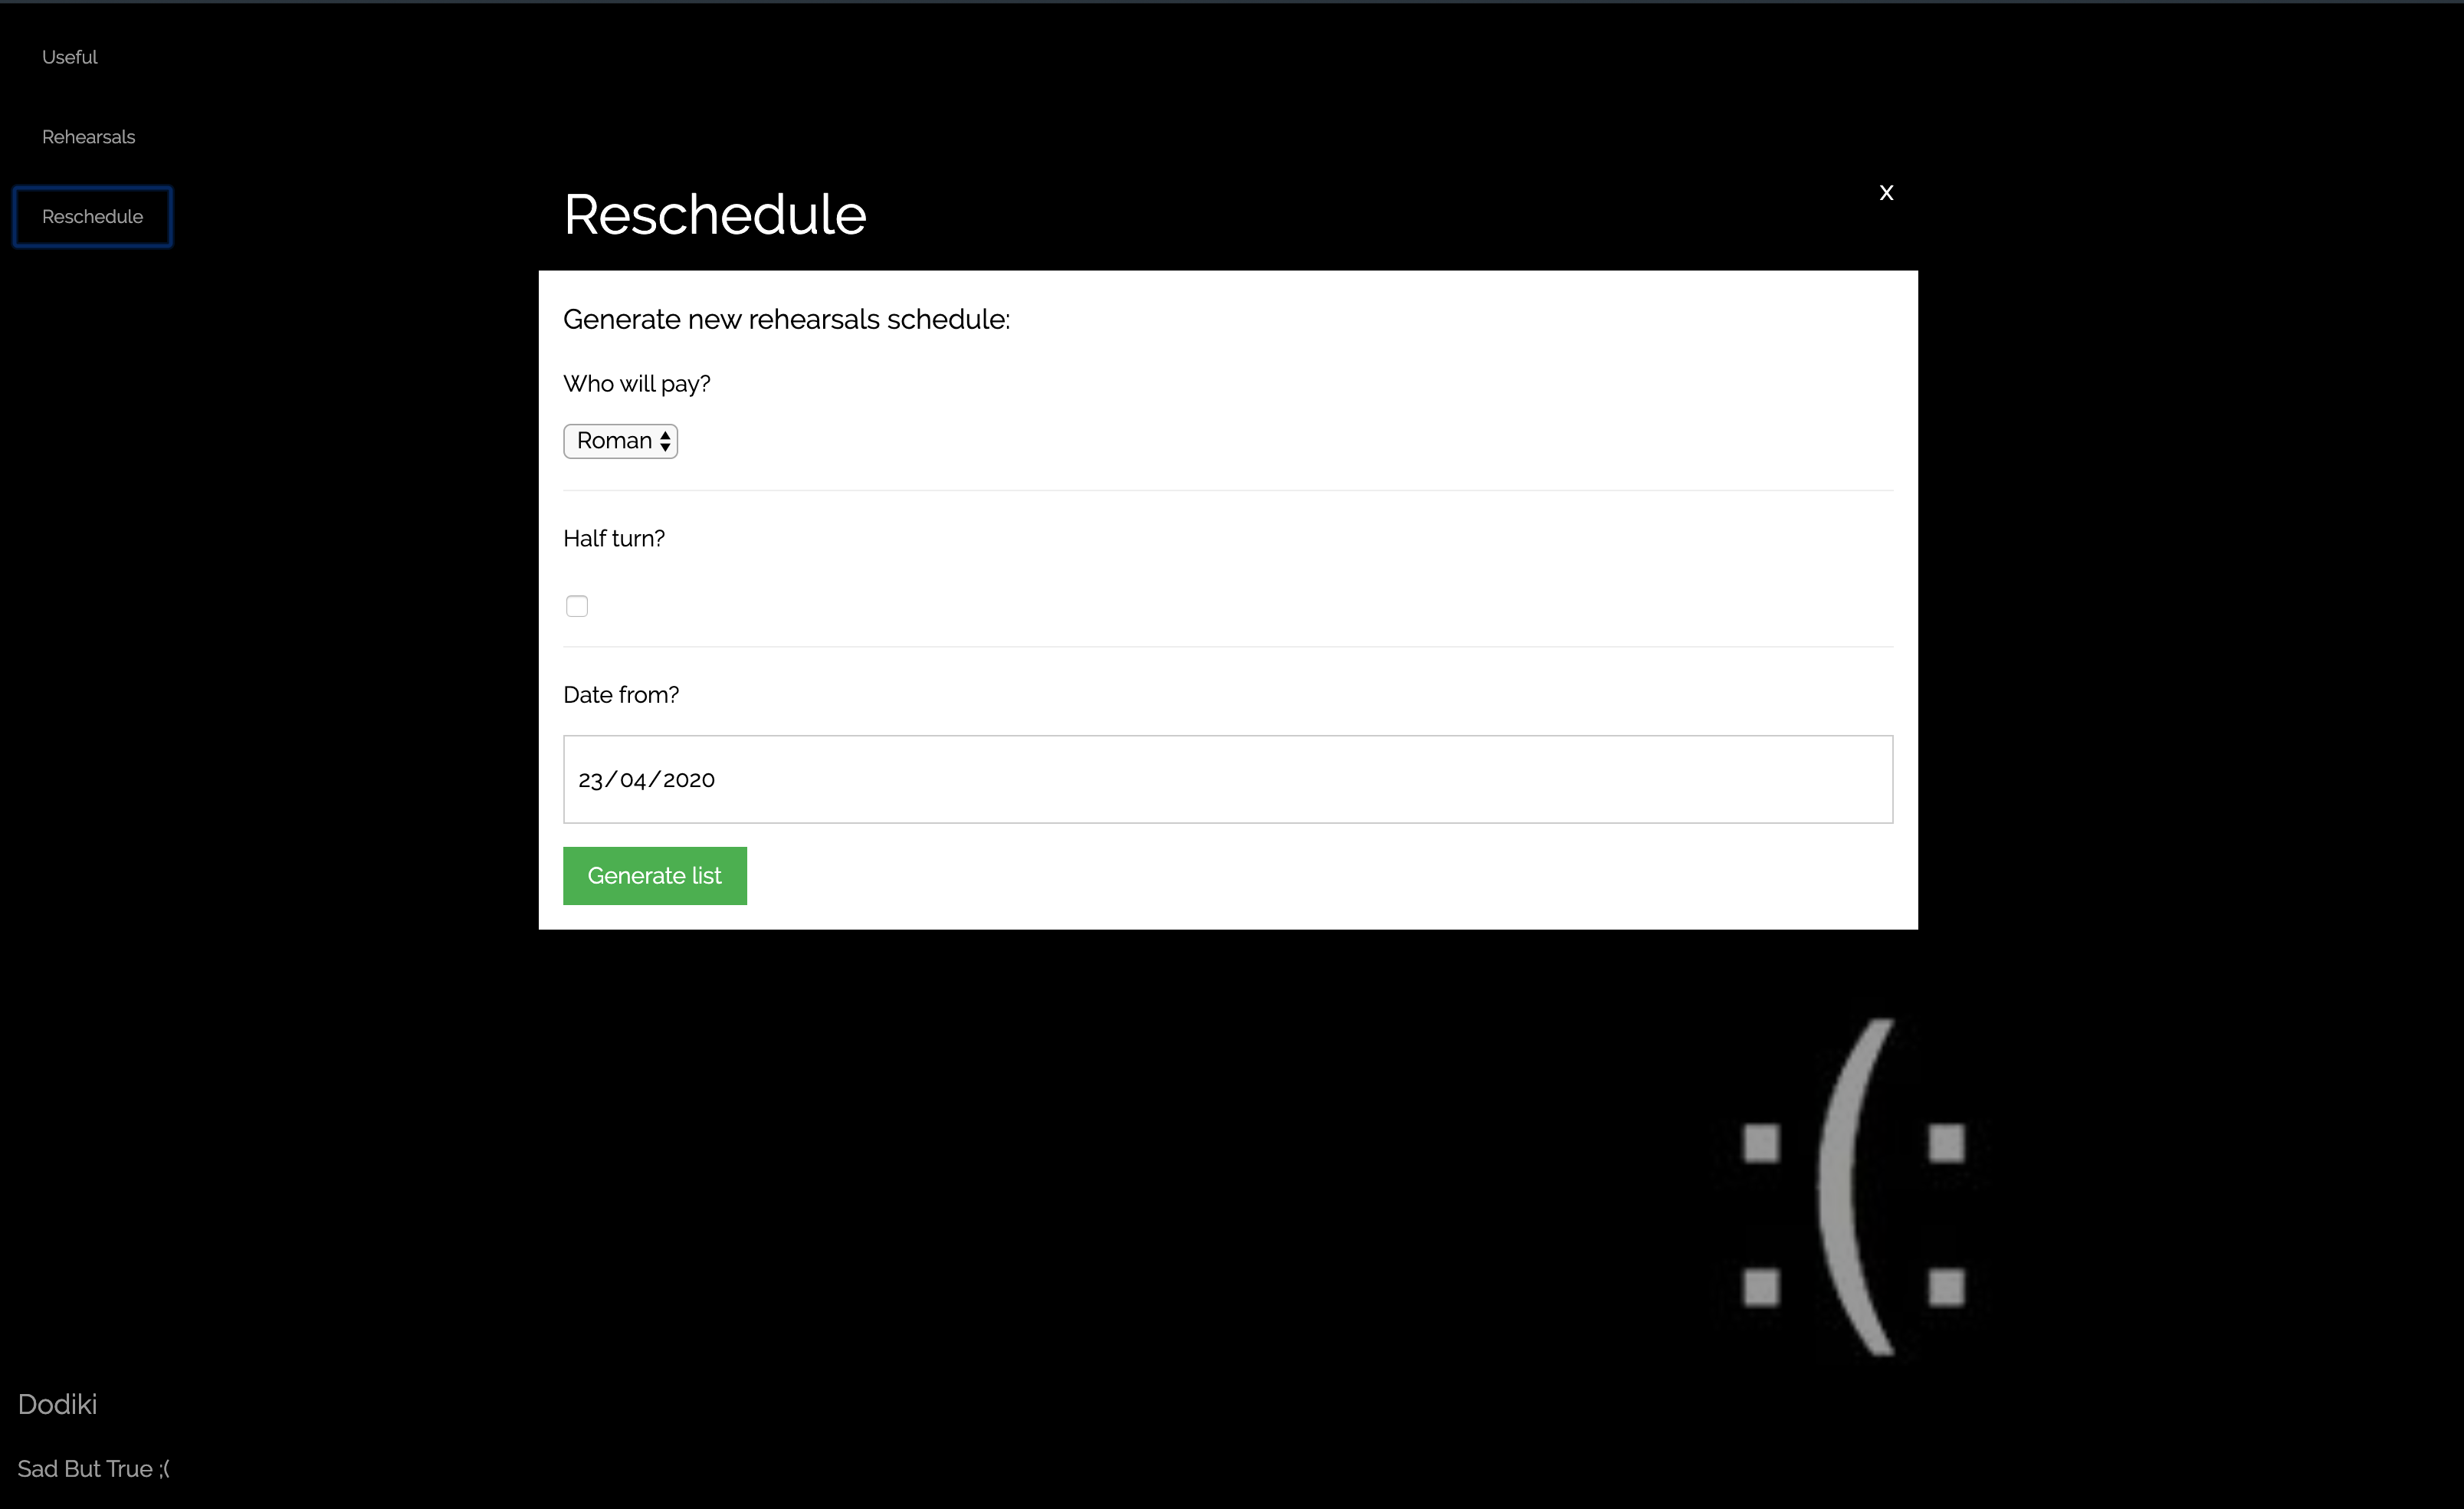 Useful
Rehearsals
Reschedule
Reschedule
x
Generate new rehearsals schedule:
Who will pay?
Roman
Half turn?
Date from?
23/04/2020
Generate list
:(:
Dodiki
Sad But True ;(